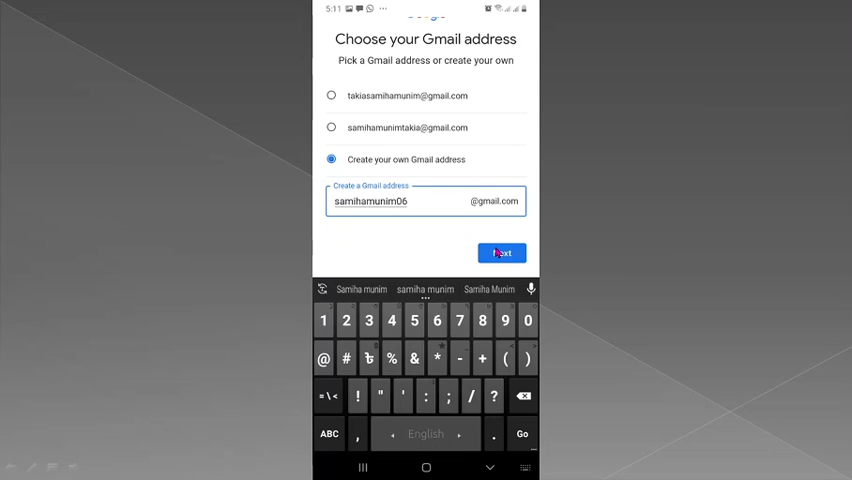 5:11
Choose your Gmail address
Pick a Gmail address or create your own
takiasamihamunim@gmail.com
samihamunimtakia@gmail.com
Create your own Gmail address
Create a Gmail address
samihamunim06 @gmail.com
Next
Samiha munim samiha munim Samiha Munim
1 2 3 4 5 6 7 8 9 0
@ # ৳ % & * - + ( )
= \ < ! " ' : ; / ?
ABC , English . Go